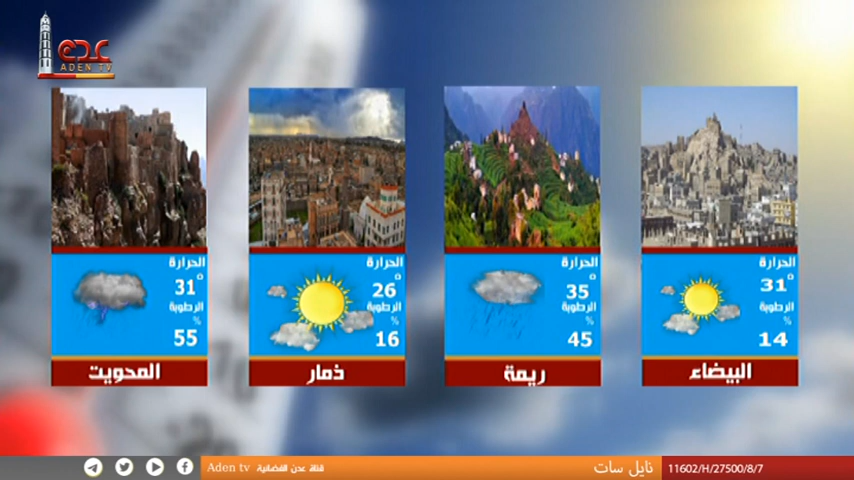 عدن
ADEN TV
الحرارة
31°
الرطوبة
%
55
المحويت
الحرارة
26°
الرطوبة
%
16
ذمار
الحرارة
35°
الرطوبة
%
45
ريمة
الحرارة
31°
الرطوبة
%
14
البيضاء
Aden tv قناة عدن الفضائية
نايل سات
11602/H/27500/8/7